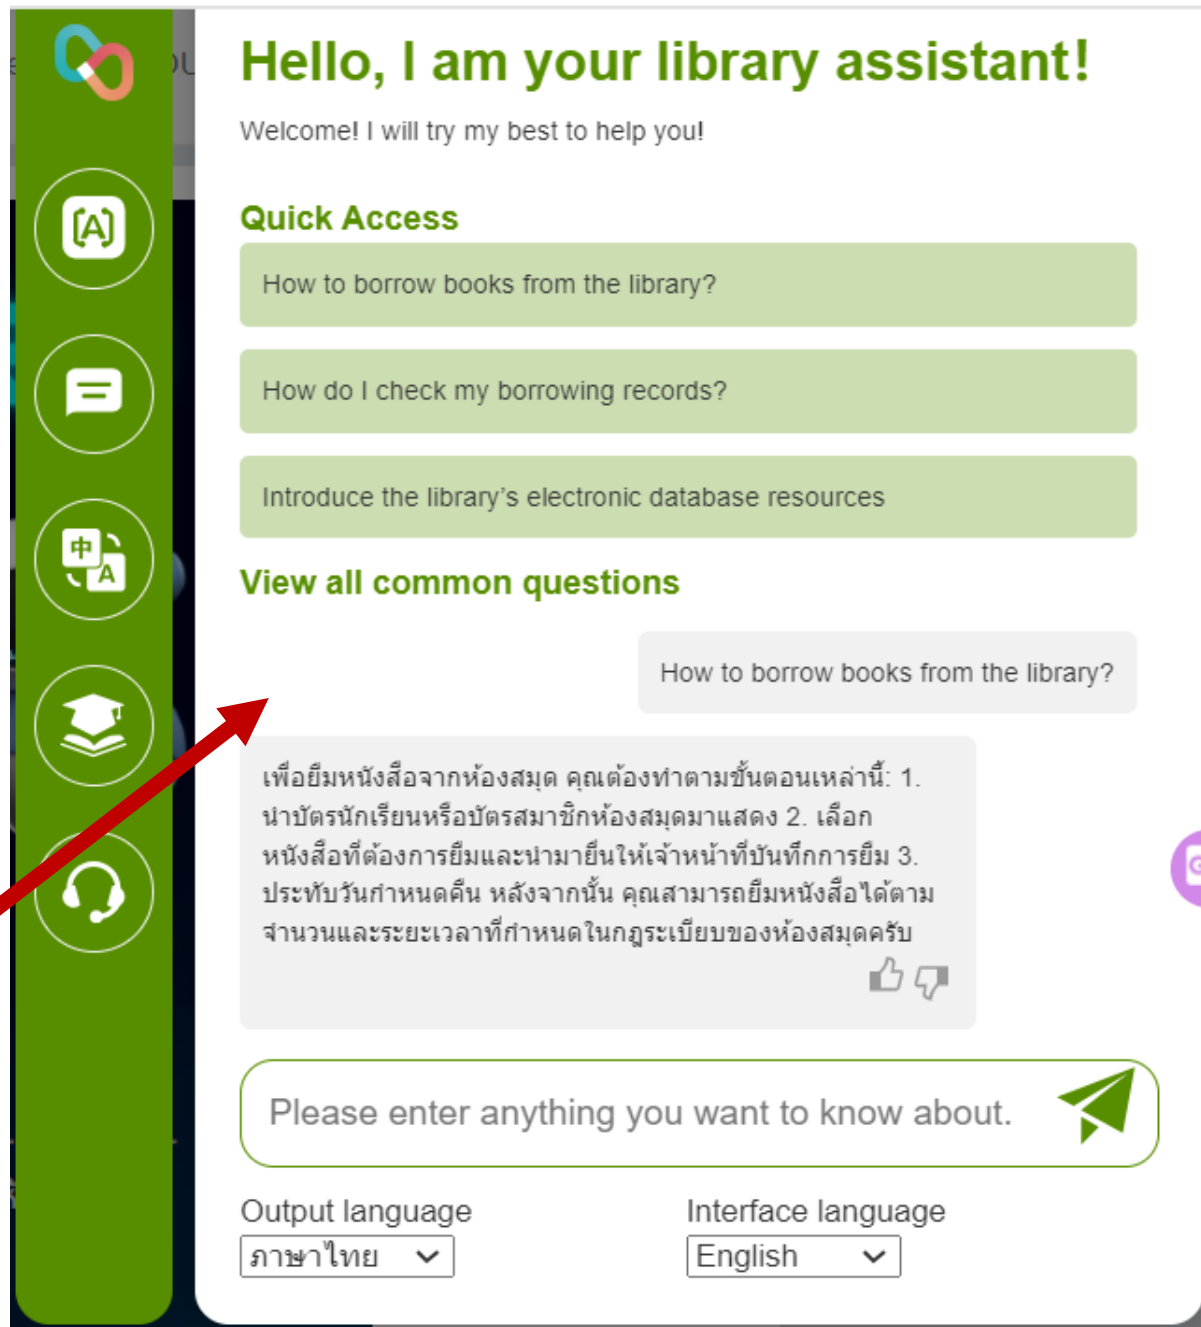 Hello, I am your library assistant!
Welcome! I will try my best to help you!
Quick Access
How to borrow books from the library?
How do I check my borrowing records?
Introduce the library’s electronic database resources
View all common questions
How to borrow books from the library?
เพื่อยืมหนังสือจากห้องสมุด คุณต้องทำตามขั้นตอนเหล่านี้: 1.
นำบัตรนักเรียนหรือบัตรสมาชิกห้องสมุดมาแสดง 2. เลือก
หนังสือที่ต้องการยืมและนำมายื่นให้เจ้าหน้าที่บันทึกการยืม 3.
ประทับวันกำหนดคืน หลังจากนั้น คุณสามารถยืมหนังสือได้ตาม
จำนวนและระยะเวลาที่กำหนดในกฎระเบียบของห้องสมุดครับ
Please enter anything you want to know about.
Output language
ภาษาไทย
Interface language
English
[A]
中
A